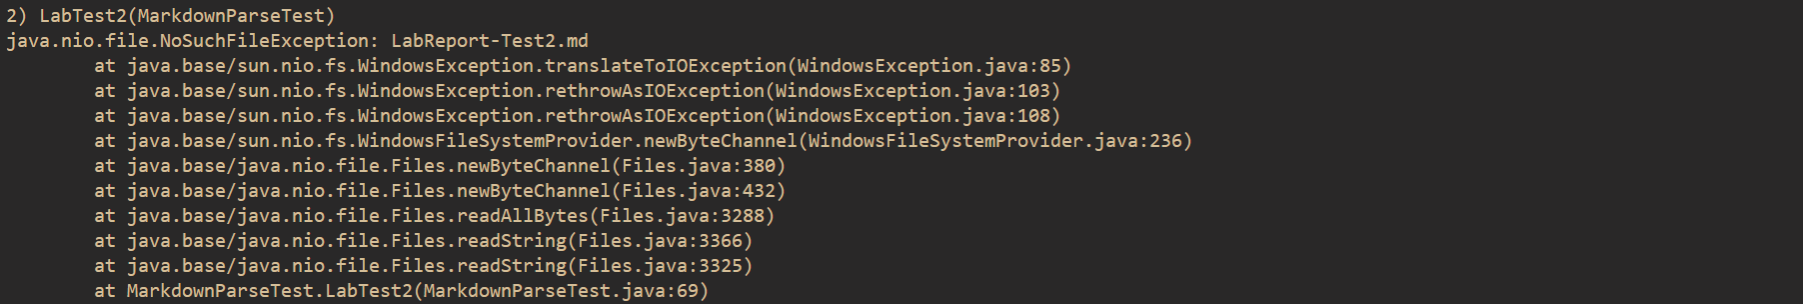 2) LabTest2(MarkdownParseTest)
java.nio.file.NoSuchFileException: LabReport-Test2.md
        at java.base/sun.nio.fs.WindowsException.translateToIOException(WindowsException.java:85)
        at java.base/sun.nio.fs.WindowsException.rethrowAsIOException(WindowsException.java:103)
        at java.base/sun.nio.fs.WindowsException.rethrowAsIOException(WindowsException.java:108)
        at java.base/sun.nio.fs.WindowsFileSystemProvider.newByteChannel(WindowsFileSystemProvider.java:236)
        at java.base/java.nio.file.Files.newByteChannel(Files.java:380)
        at java.base/java.nio.file.Files.newByteChannel(Files.java:432)
        at java.base/java.nio.file.Files.readAllBytes(Files.java:3288)
        at java.base/java.nio.file.Files.readString(Files.java:3366)
        at java.base/java.nio.file.Files.readString(Files.java:3325)
        at MarkdownParseTest.LabTest2(MarkdownParseTest.java:69)